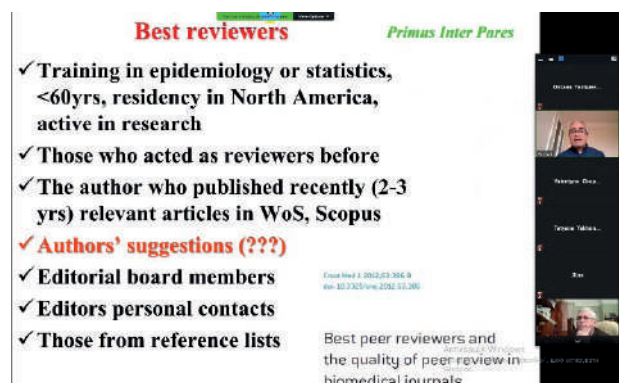 Best reviewers
Primus Inter Pares
✓ Training in epidemiology or statistics,
<60yrs, residency in North America,
active in research
✓ Those who acted as reviewers before
✓ The author who published recently (2-3
yrs) relevant articles in WoS, Scopus
✓ Authors' suggestions (???)
✓ Editorial board members
✓ Editors personal contacts
✓ Those from reference lists
Best peer reviewers and
the quality of peer review in
biomedical journals